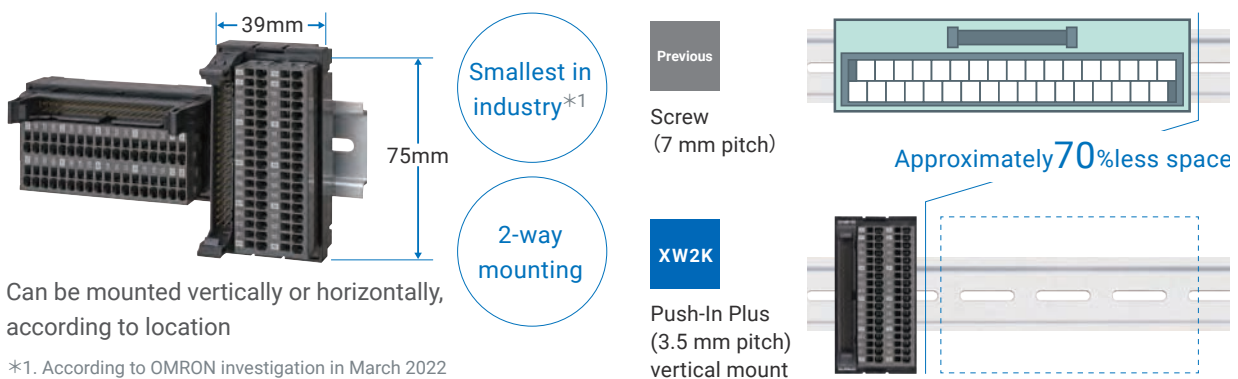 39mm
75mm
Smallest in
industry＊1
2-way
mounting
Can be mounted vertically or horizontally,
according to location
＊1. According to OMRON investigation in March 2022
Previous
Screw
(7 mm pitch)
Approximately 70%less space
XW2K
Push-In Plus
(3.5 mm pitch)
vertical mount